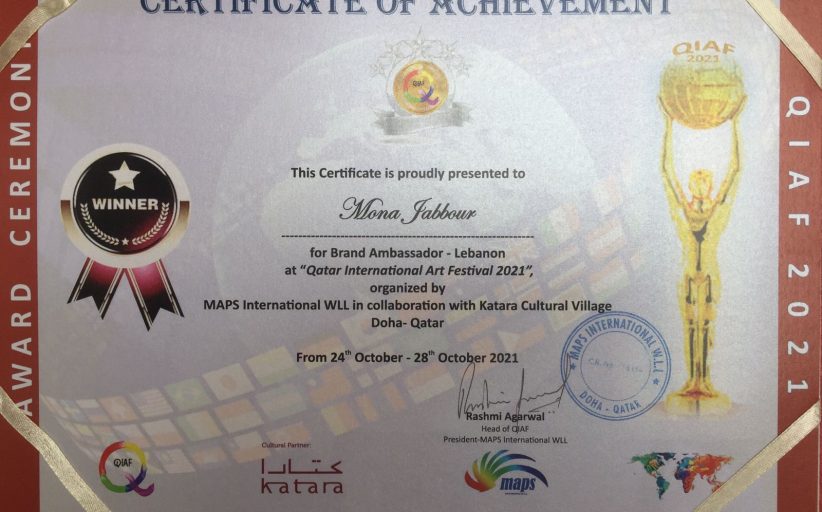 CERTIFICATE OF ACHIEVEMENT
AWARD CEREMON
QIAF 2021
QIAF
2021
QIAF
WINNER
This Certificate is proudly presented to
Mona Jabbour
for Brand Ambassador - Lebanon
at “Qatar International Art Festival 2021”,
organized by
MAPS International WLL in collaboration with Katara Cultural Village
Doha- Qatar
From 24th October - 28th October 2021
MAPS INTERNATIONAL W.L.L.
DOHA - QATAR
Rashmi Agarwal
Head of QIAF
President-MAPS International WLL
QIAF
Cultural Partner:
كتارا
katara
maps